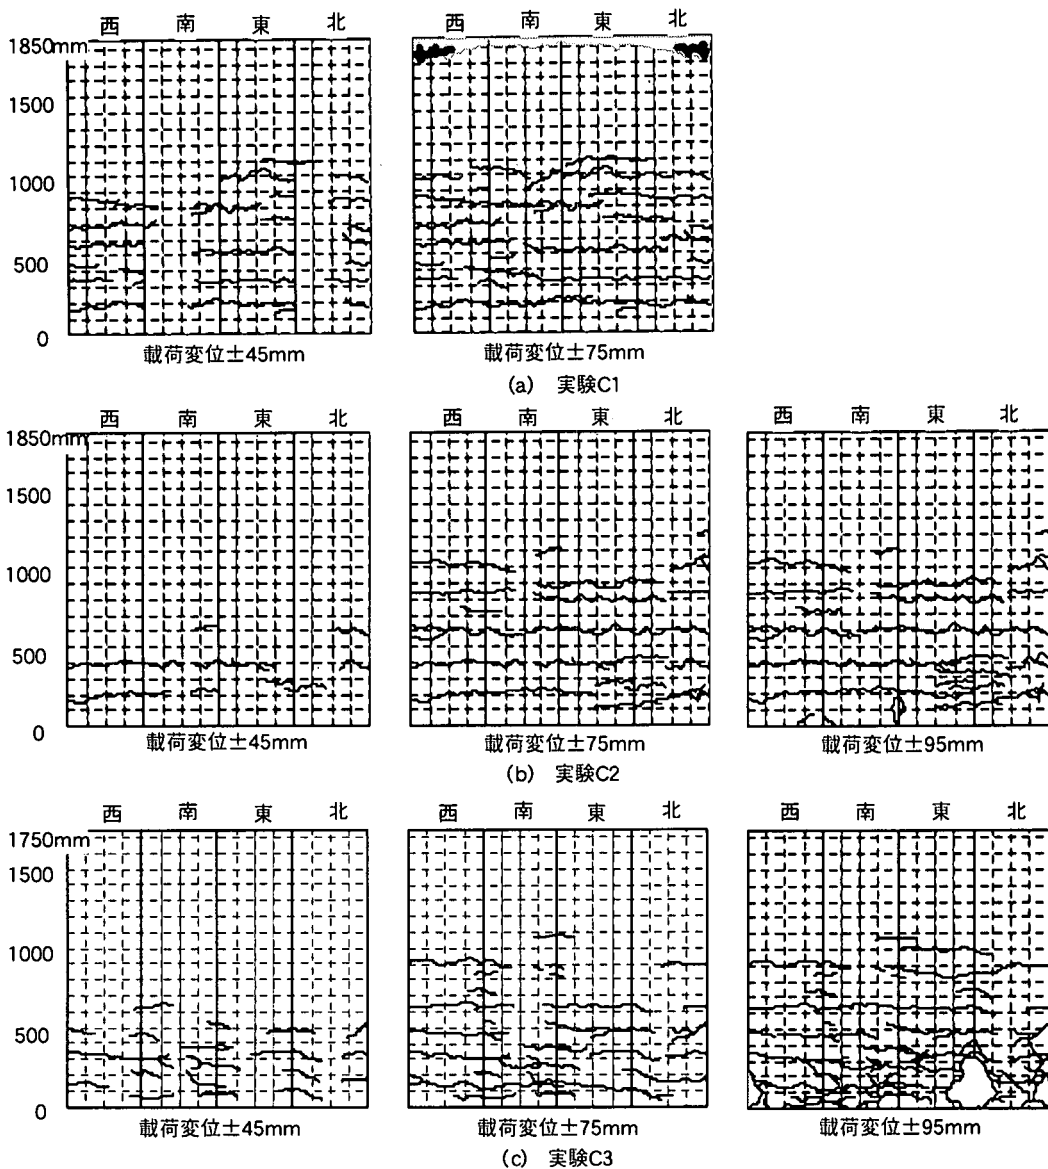 西 南 東 北 西 南 東 北
1850mm
1500
1000
500
0
載荷変位±45mm 載荷変位±75mm
(a) 実験C1
西 南 東 北 西 南 東 北 西 南 東 北
1850mm
1500
1000
500
0
載荷変位±45mm 載荷変位±75mm 載荷変位±95mm
(b) 実験C2
西 南 東 北 西 南 東 北 西 南 東 北
1750mm
1500
1000
500
0
載荷変位±45mm 載荷変位±75mm 載荷変位±95mm
(c) 実験C3